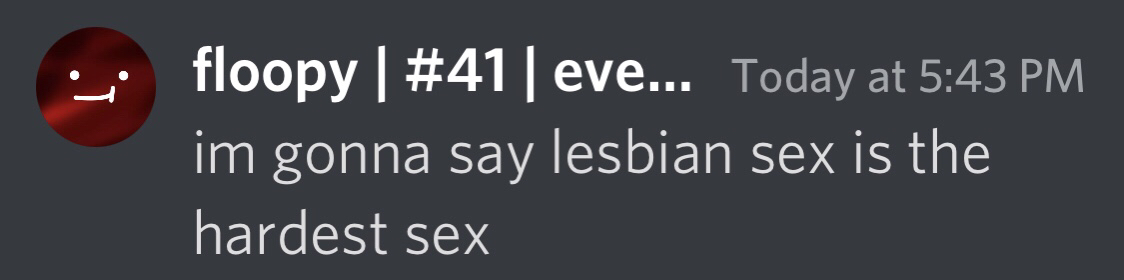 floopy | #41 | eve... Today at 5:43 PM
im gonna say lesbian sex is the
hardest sex